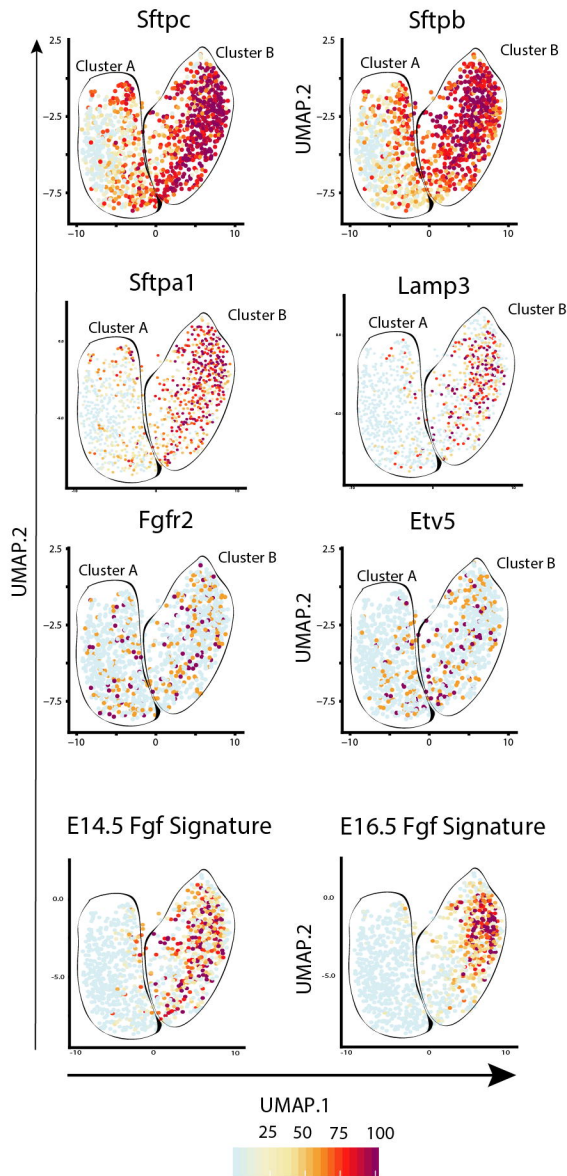 Sftpc
Sftpb
2.5
2.5
Cluster A
Cluster B
Cluster A
Cluster B
UMAP.2
−2.5
−2.5
−7.5
−7.5
−10
0
10
−10
0
10
Sftpa1
Lamp3
Cluster A
Cluster B
Cluster A
Cluster B
0
0
UMAP.2
Fgfr2
Etv5
2.5
2.5
Cluster A
Cluster B
Cluster A
Cluster B
UMAP.2
−2.5
−2.5
−7.5
−7.5
−10
0
10
−10
0
10
E14.5 Fgf Signature
E16.5 Fgf Signature
0.0
0.0
UMAP.2
-5.0
-5.0
-10
0
10
-10
0
10
UMAP.1
25 50 75 100